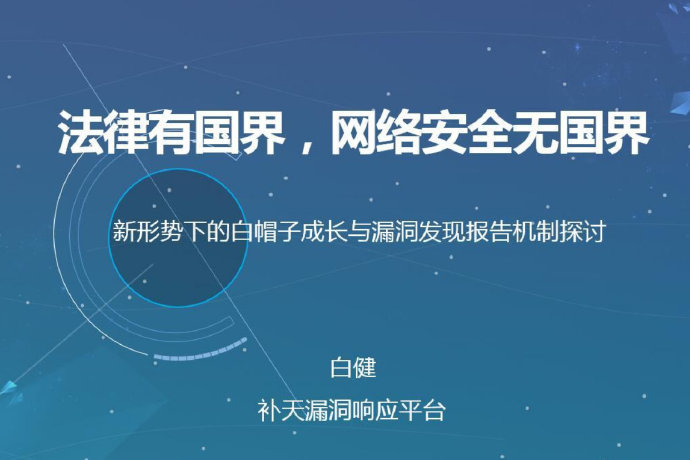 法律有国界，网络安全无国界
新形势下的白帽子成长与漏洞发现报告机制探讨
白健
补天漏洞响应平台